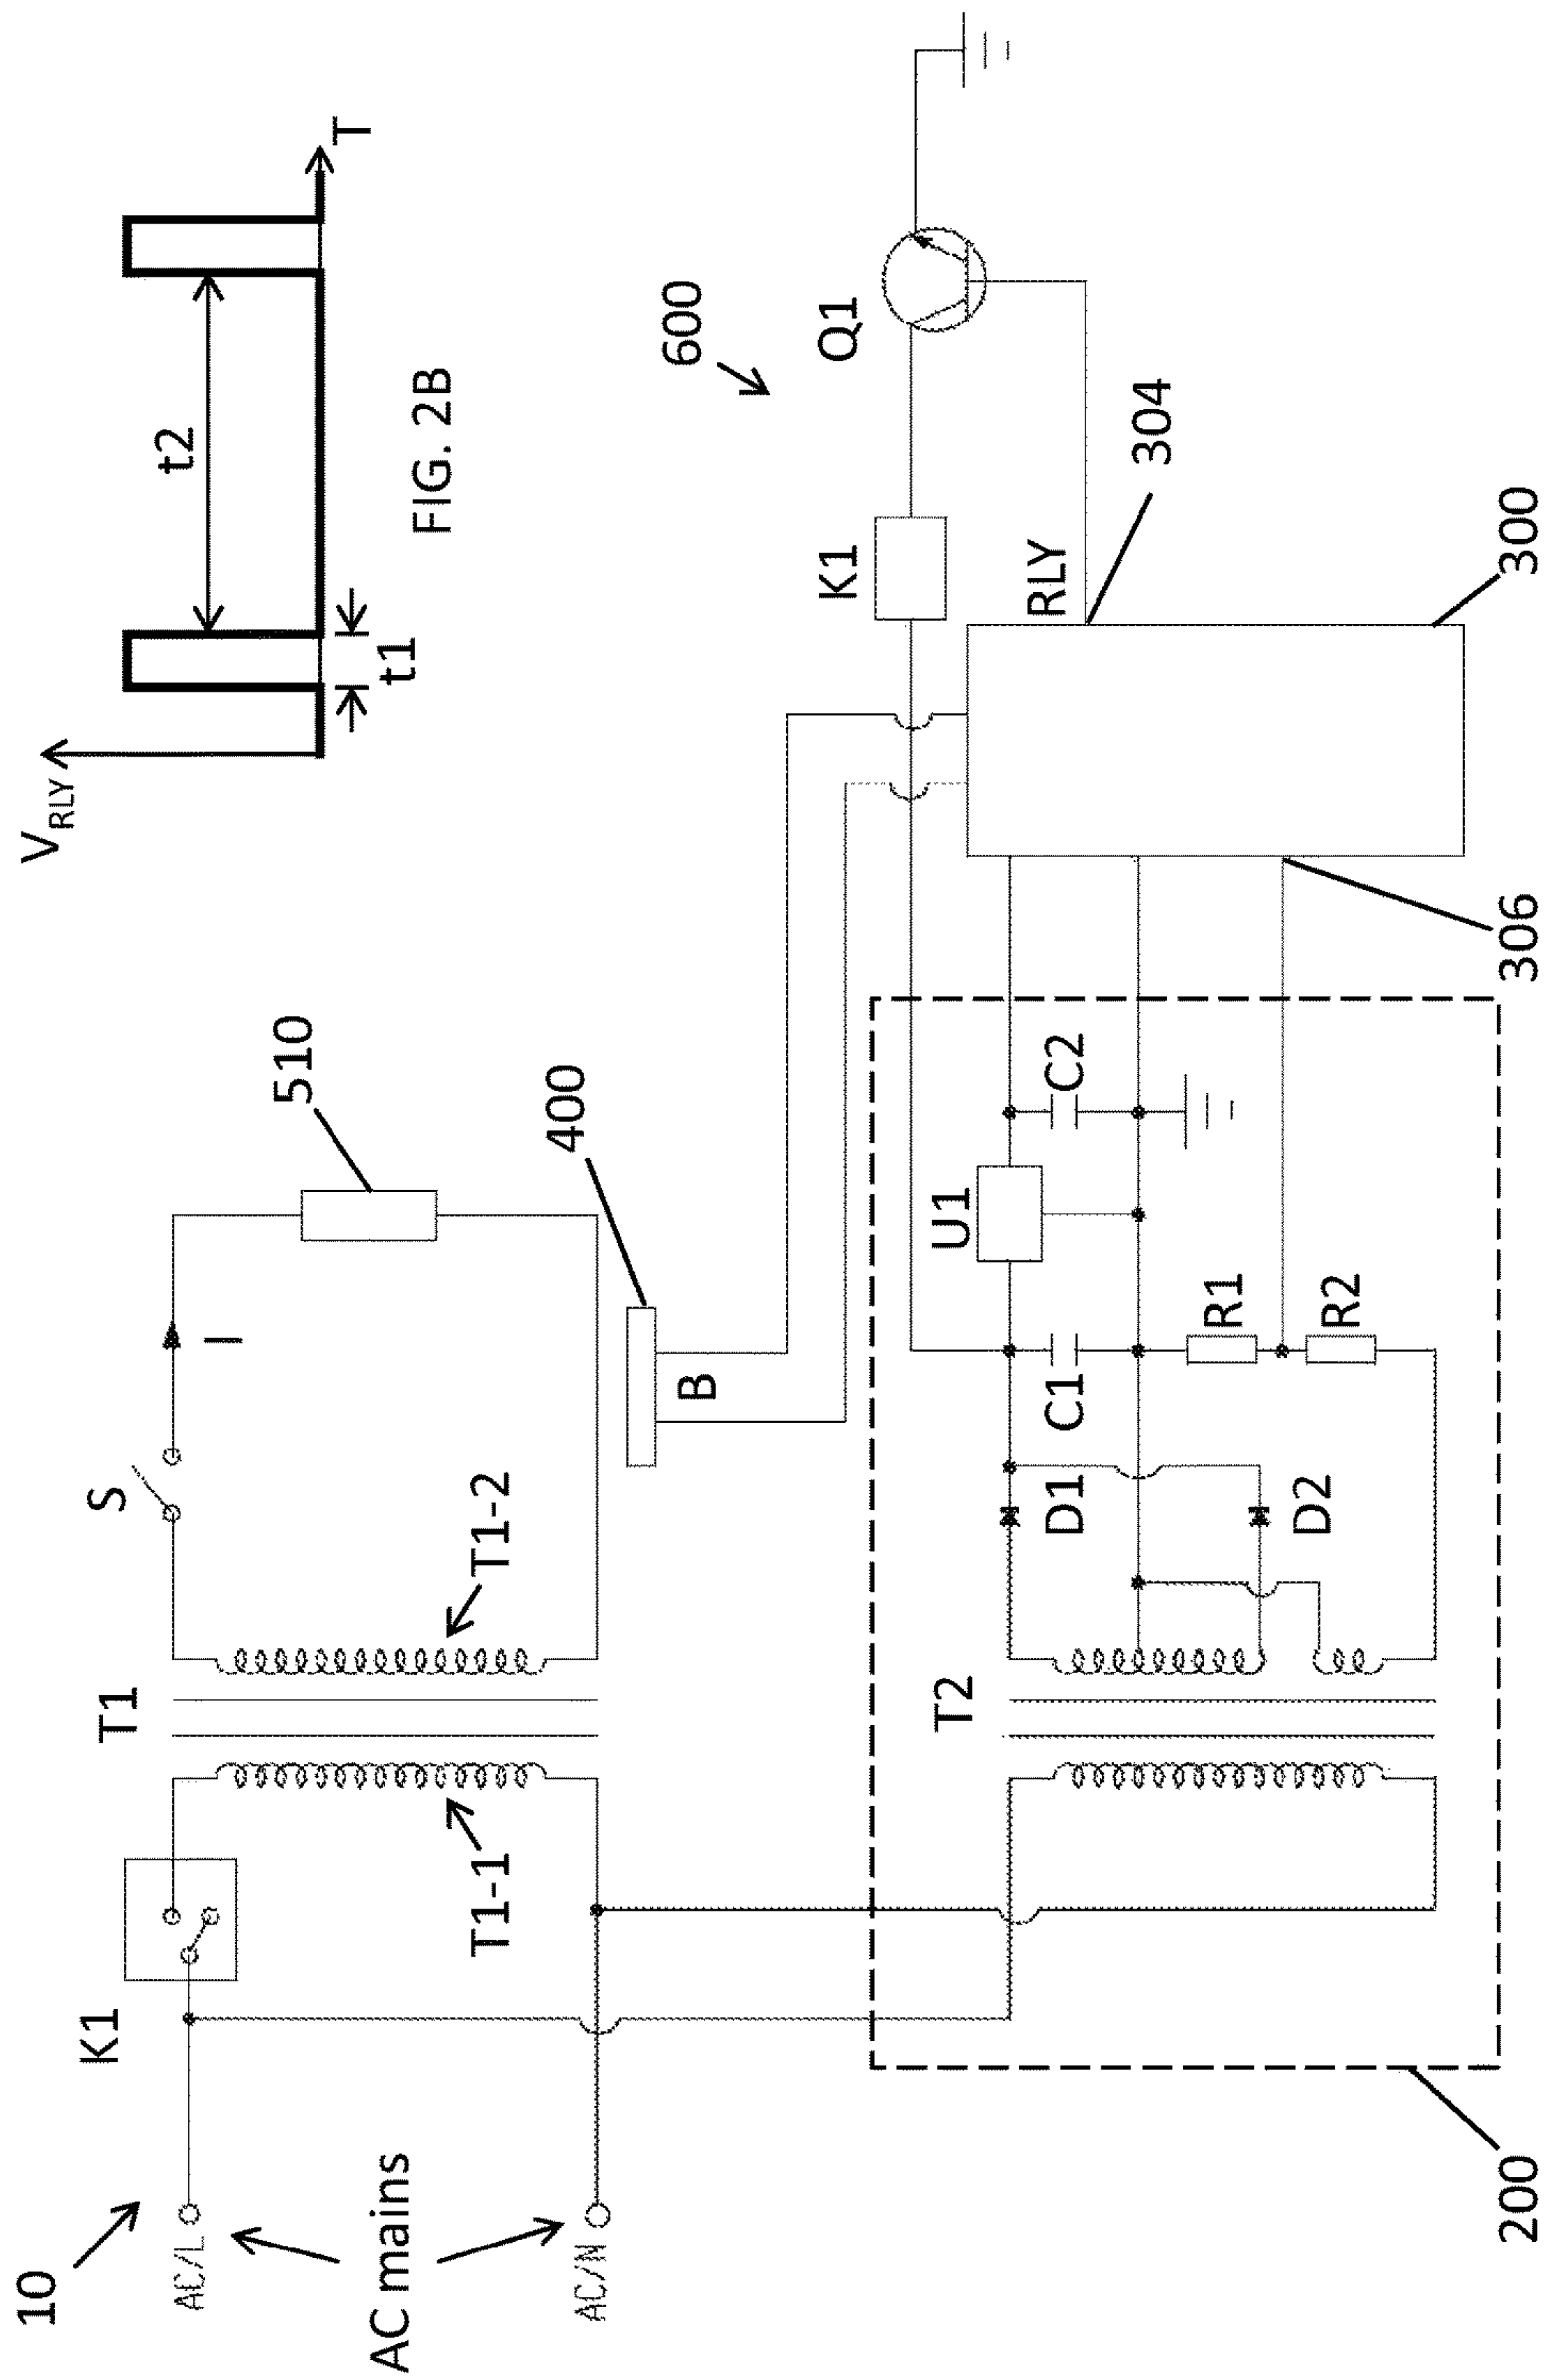 10
AC/L
AC mains
AC/N
K1
T1
T1-1
T1-2
S
I
510
400
B
V RLY
t1
t2
T
FIG. 2B
600
K1
Q1
RLY
304
300
306
200
T2
D1
D2
C1
U1
C2
R1
R2